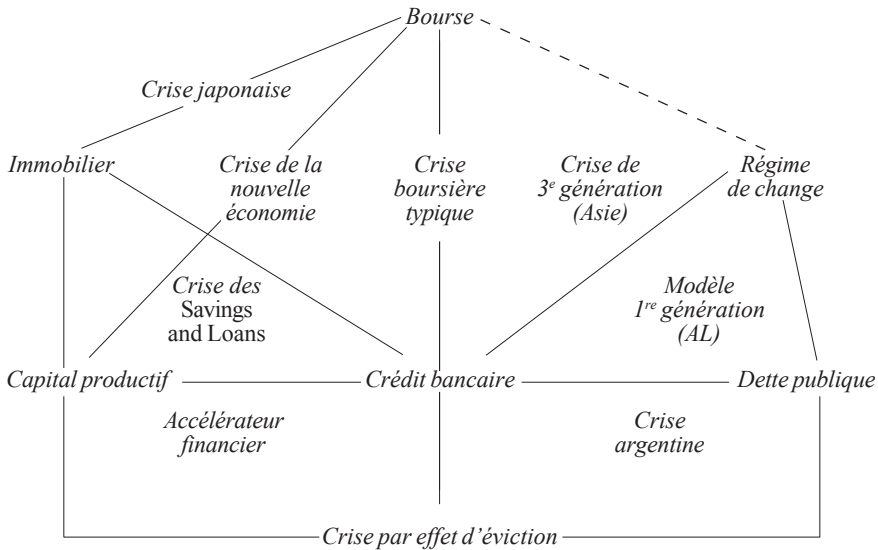 Bourse
Crise japonaise
Immobilier
Crise de la
nouvelle
économie
Crise
boursière
typique
Crise de
3e génération
(Asie)
Régime
de change
Crise des
Savings
and Loans
Modèle
1re génération
(AL)
Capital productif
Crédit bancaire
Dette publique
Accélérateur
financier
Crise
argentine
Crise par effet d’éviction